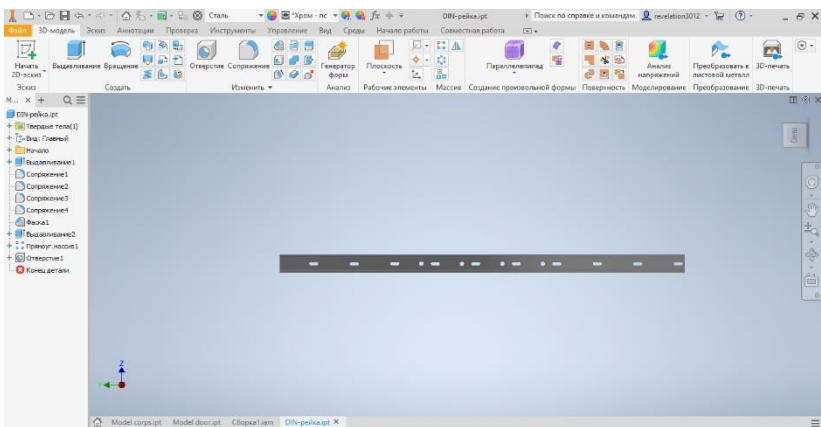 Сталь
*Хром - пс
fx
DIN-рейка.ipt
Поиск по справке и командам.
revelation3012
Файл 3D-модель Эскиз Аннотации Проверка Инструменты Управление Вид Среды Начало работы Совместная работа
Начать 2D-эскиз
Выдавливание Вращение
Отверстие Сопряжение
Генератор форм
Плоскость
Параллелепипед
Анализ напряжений
Преобразовать в листовой металл
3D-печать
Эскиз Создать Изменить Анализ Рабочие элементы Массив Создание произвольной формы Поверхность Моделирование Преобразование 3D-печать
М... X +
DIN-рейка.ipt
Твердые тела(1)
Вид: Главный
Начало
Выдавливание1
Сопряжение1
Сопряжение2
Сопряжение3
Сопряжение4
Фаска1
Выдавливание2
Прямоуг.массив1
Отверстие1
Конец детали
Z
Model corps.ipt Model door.ipt Сборка1.iam DIN-рейка.ipt X